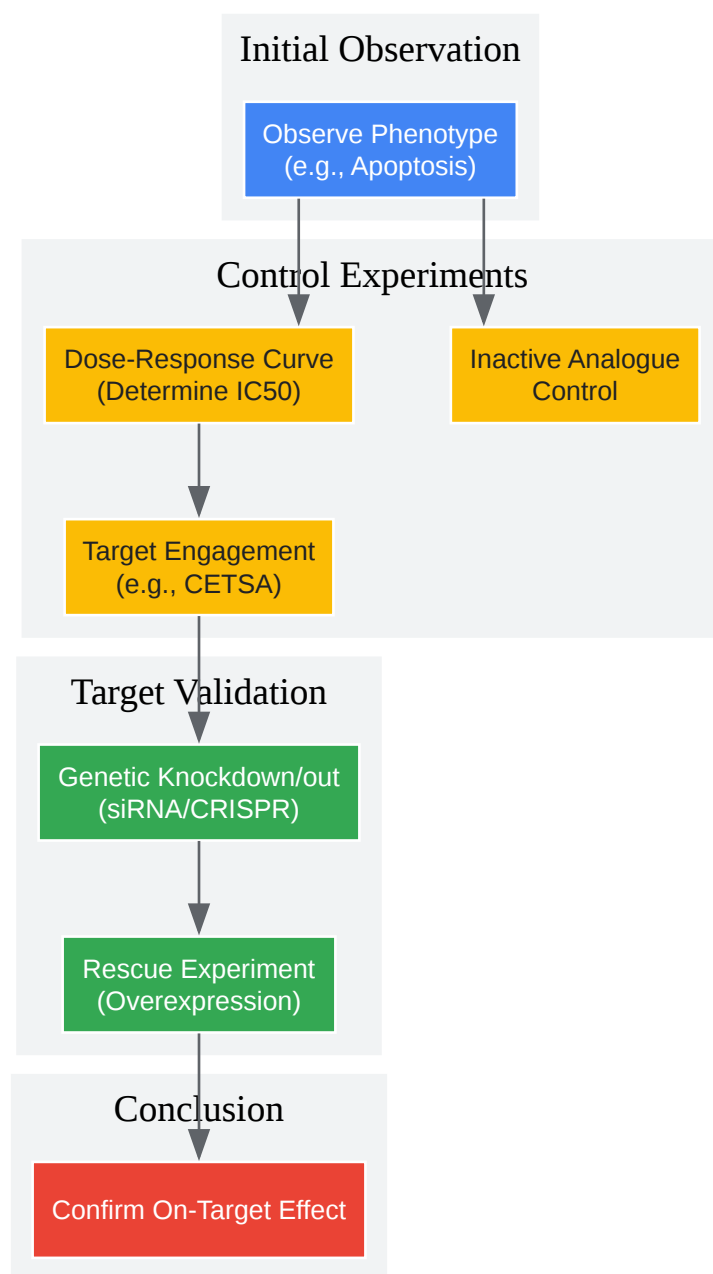 Initial Observation
Observe Phenotype
(e.g., Apoptosis)
Control Experiments
Dose-Response Curve
(Determine IC50)
Inactive Analogue
Control
Target Engagement
(e.g., CETSA)
Target Validation
Genetic Knockdown/out
(siRNA/CRISPR)
Rescue Experiment
(Overexpression)
Conclusion
Confirm On-Target Effect